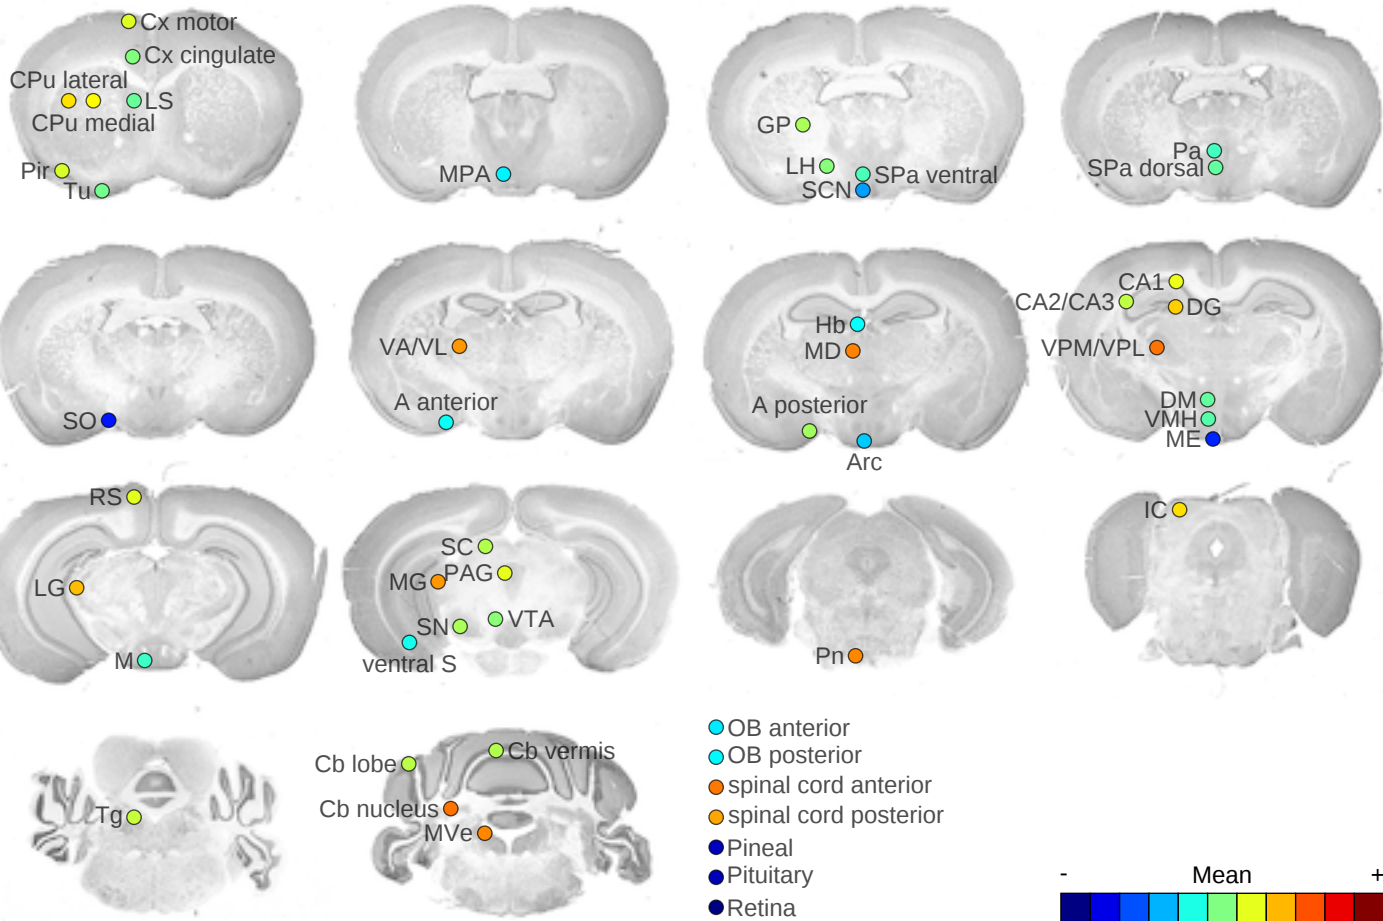 Cx motor
Cx cingulate
CPu lateral
LS
CPu medial
Pir
Tu
MPA
GP
LH
SPa ventral
SCN
Pa
SPa dorsal
SO
VA/VL
A anterior
Hb
MD
A posterior
Arc
CA1
CA2/CA3
DG
VPM/VPL
DM
VMH
ME
RS
LG
M
SC
MG
PAG
SN
VTA
ventral S
Pn
IC
Tg
Cb lobe
Cb vermis
Cb nucleus
MVe
OB anterior
OB posterior
spinal cord anterior
spinal cord posterior
Pineal
Pituitary
Retina
- Mean +